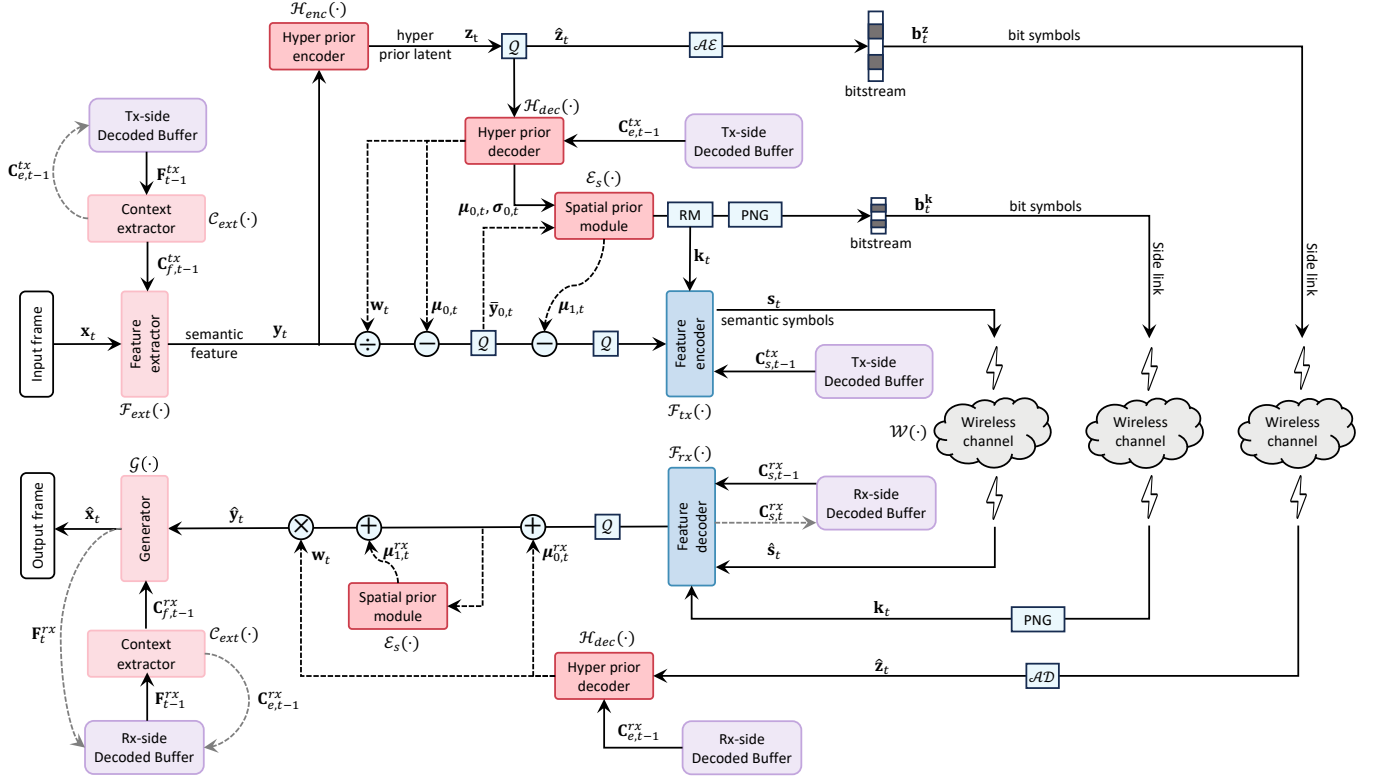 ℋ_enc(·)
Hyper prior
encoder
hyper
prior latent
𝐳_t
𝒬
ẑ_t
𝒜ℰ
bitstream
𝐛_t^𝐳
bit symbols
Tx-side
Decoded Buffer
𝐂_{e,t−1}^{tx}
𝐅_{t−1}^{tx}
Context
extractor
𝒞_ext(·)
𝐂_{f,t−1}^{tx}
ℋ_dec(·)
Hyper prior
decoder
𝐂_{e,t−1}^{tx}
Tx-side
Decoded Buffer
𝝁_{0,t}, 𝝈_{0,t}
ℰ_s(·)
Spatial prior
module
RM
PNG
bitstream
𝐛_t^𝐤
bit symbols
𝐤_t
Side link
Side link
Input frame
𝐱_t
Feature
extractor
ℱ_ext(·)
semantic
feature
𝐲_t
÷
𝐰_t
−
𝝁_{0,t}
𝒬
ȳ_{0,t}
−
𝝁_{1,t}
𝒬
Feature
encoder
ℱ_tx(·)
𝐬_t
semantic symbols
𝐂_{s,t−1}^{tx}
Tx-side
Decoded Buffer
𝒲(·)
Wireless
channel
Wireless
channel
Wireless
channel
Output frame
x̂_t
𝒢(·)
Generator
ŷ_t
×
𝐰_t
+
𝝁_{1,t}^{rx}
Spatial prior
module
ℰ_s(·)
+
𝝁_{0,t}^{rx}
𝒬
ℱ_rx(·)
Feature
decoder
𝐂_{s,t−1}^{rx}
𝐂_{s,t}^{rx}
Rx-side
Decoded Buffer
ŝ_t
𝐤_t
PNG
𝐅_t^{rx}
𝐂_{f,t−1}^{rx}
Context
extractor
𝒞_ext(·)
𝐅_{t−1}^{rx}
𝐂_{e,t−1}^{rx}
Rx-side
Decoded Buffer
ℋ_dec(·)
Hyper prior
decoder
ẑ_t
𝒜𝒟
𝐂_{e,t−1}^{rx}
Rx-side
Decoded Buffer